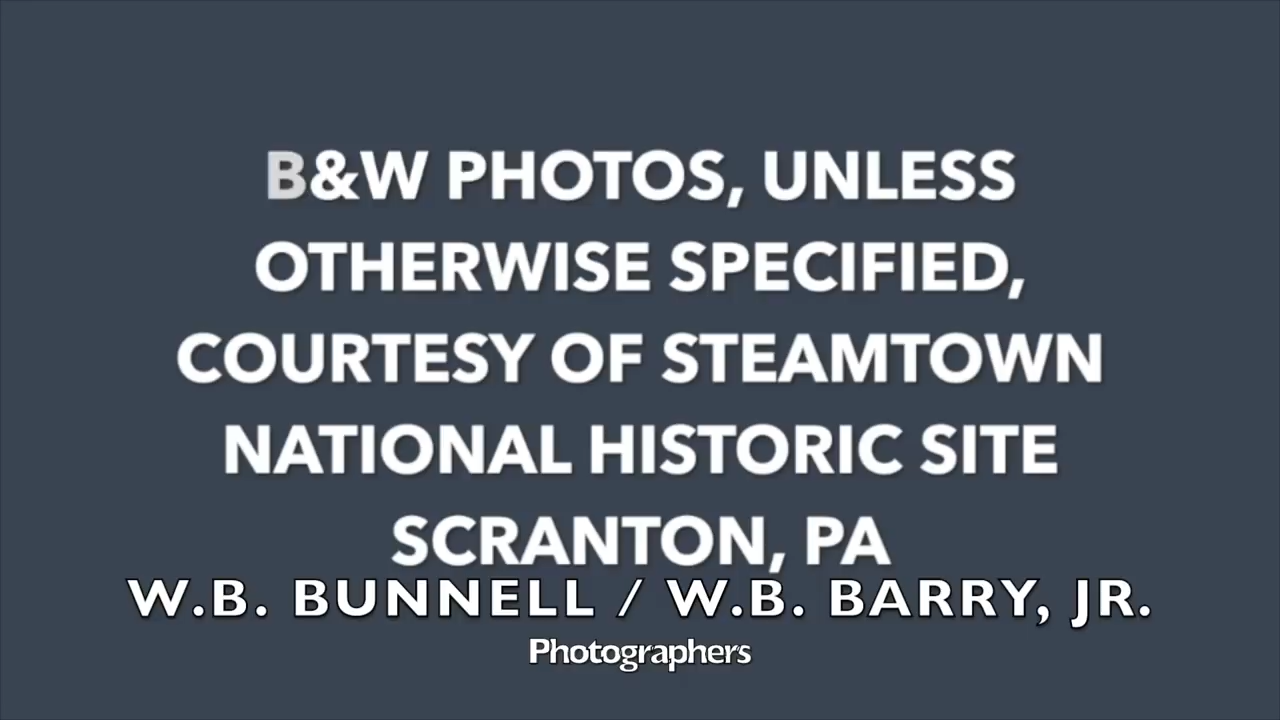 B&W PHOTOS, UNLESS
OTHERWISE SPECIFIED,
COURTESY OF STEAMTOWN
NATIONAL HISTORIC SITE
SCRANTON, PA
W.B. BUNNELL / W.B. BARRY, JR.
Photographers